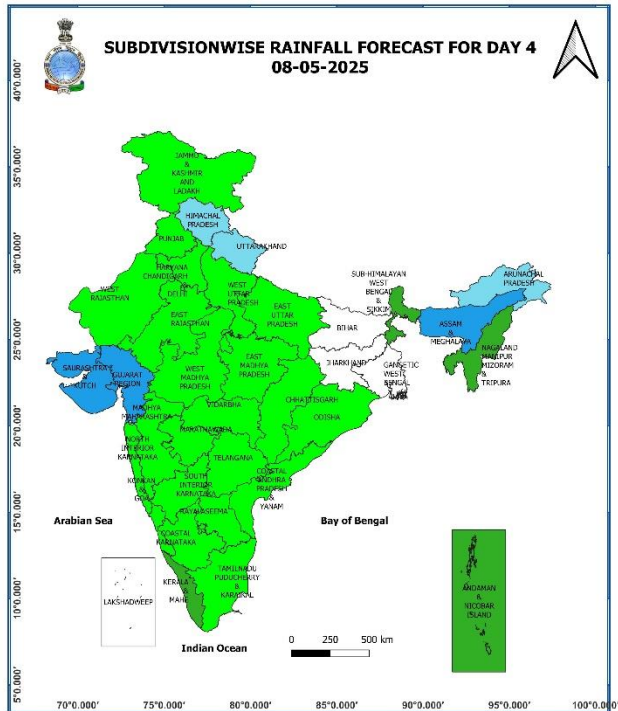 SUBDIVISIONWISE RAINFALL FORECAST FOR DAY 4
08-05-2025
40°0.000'
35°0.000'
JAMMU
&
KASHMIR
AND
LADAKH
HIMACHAL
PRADESH
PUNJAB
UTTARAKHAND
30°0.000'
HARYANA
CHANDIGARH
&
DELHI
WEST
RAJASTHAN
WEST
UTTAR
PRADESH
SUB-HIMALAYAN
WEST
BENGAL
&
SIKKIM
ARUNACHAL
PRADESH
EAST
RAJASTHAN
EAST
UTTAR
PRADESH
BIHAR
ASSAM
&
MEGHALAYA
25°0.000'
NAGALAND
MANIPUR
MIZORAM
&
TRIPURA
SAURASHTRA
&
KUTCH
GUJARAT
REGION
WEST
MADHYA
PRADESH
EAST
MADHYA
PRADESH
JHARKHAND
GANGETIC
WEST
BENGAL
CHHATTISGARH
MADHYA
MAHARASHTRA
VIDARBHA
ODISHA
20°0.000'
MARATHWADA
NORTH
INTERIOR
KARNATAKA
TELANGANA
KONKAN
&
GOA
SOUTH
INTERIOR
KARNATAKA
COASTAL
ANDHRA
PRADESH
&
YANAM
RAYALASEEMA
15°0.000'
Arabian Sea
Bay of Bengal
COASTAL
KARNATAKA
KERALA
&
MAHE
TAMILNADU
PUDUCHERRY
&
KARAIKAL
LAKSHADWEEP
ANDAMAN
&
NICOBAR
ISLAND
10°0.000'
Indian Ocean
0 250 500 km
5°0.000'
70°0.000' 75°0.000' 80°0.000' 85°0.000' 90°0.000' 95°0.000' 100°0.000'